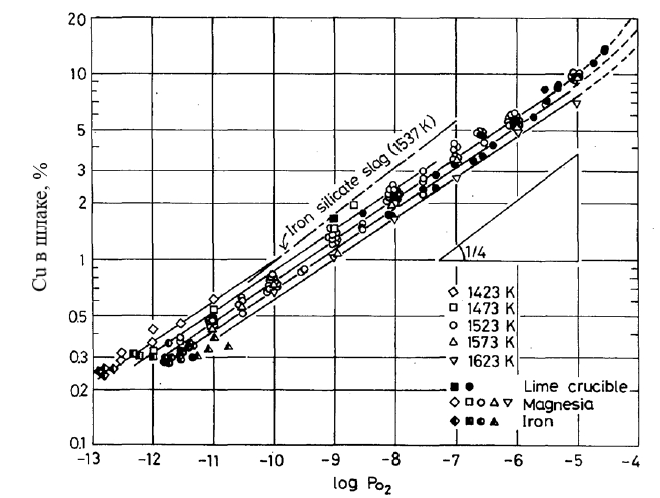 Cu в шлаке, %
20
10
5
3
2
1
0.5
0.3
0.2
0.1
Iron silicate slag (1537 K)
1/4
◇ 1423 K
□ 1473 K
○ 1523 K
△ 1573 K
▽ 1623 K
■ ● Lime crucible
◇ □ ○ △ ▽ Magnesia
Iron
-13 -12 -11 -10 -9 -8 -7 -6 -5 -4
log Po2